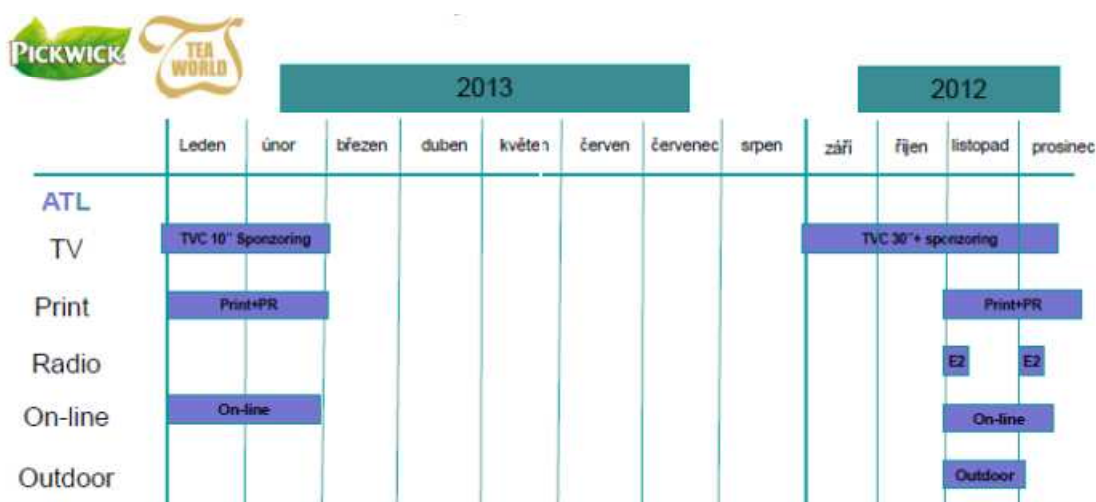 PICKWICK
TEA
WORLD
2013 2012
Leden únor březen duben květen červen červenec srpen září říjen listopad prosinec
ATL
TV TVC 10'' Sponzoring TVC 30''+ sponzoring
Print Print+PR Print+PR
Radio E2 E2
On-line On-line On-line
Outdoor Outdoor